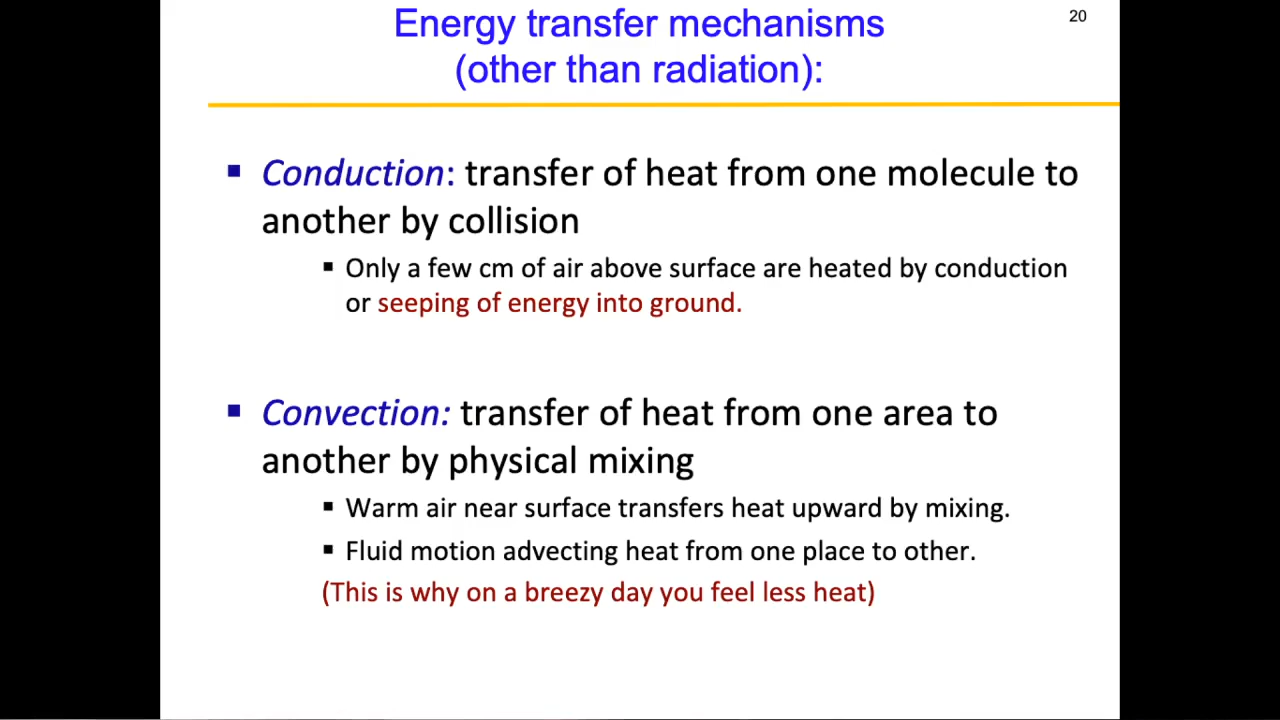 Energy transfer mechanisms
20
(other than radiation):
▪ Conduction: transfer of heat from one molecule to
another by collision
▪ Only a few cm of air above surface are heated by conduction
or seeping of energy into ground.
▪ Convection: transfer of heat from one area to
another by physical mixing
▪ Warm air near surface transfers heat upward by mixing.
▪ Fluid motion advecting heat from one place to other.
(This is why on a breezy day you feel less heat)